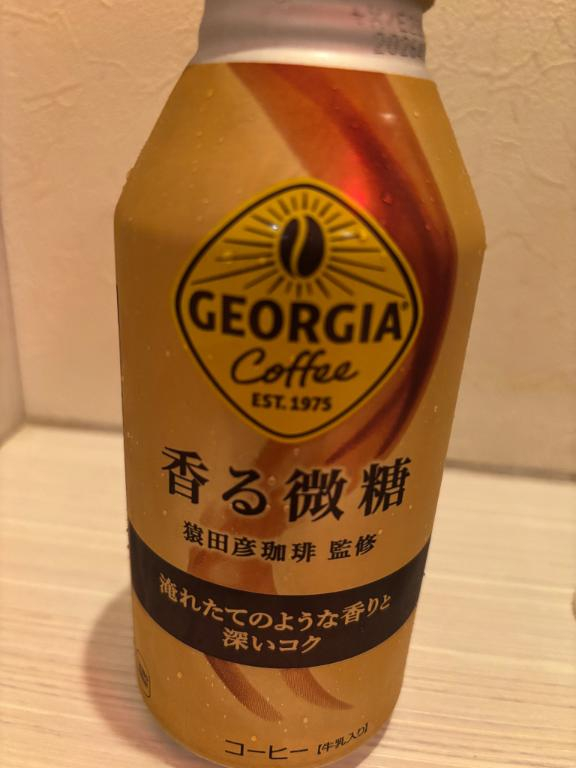 GEORGIA®
Coffee
EST. 1975
香る微糖
猿田彦珈琲 監修
淹れたてのような香りと
深いコク
コーヒー【牛乳入り】